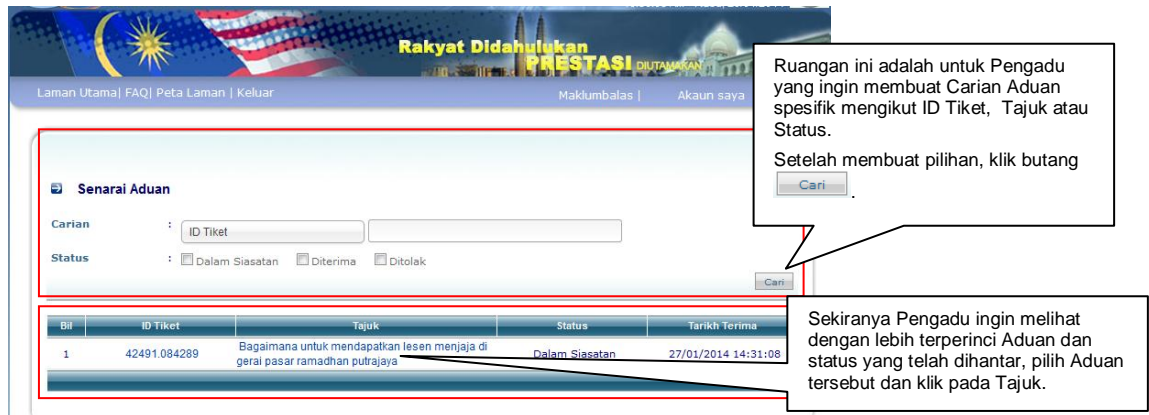 Rakyat Didahulukan
PRESTASI DIUTAMAKAN
Laman Utama| FAQ| Peta Laman | Keluar
Maklumbalas | Akaun saya
Ruangan ini adalah untuk Pengadu
yang ingin membuat Carian Aduan
spesifik mengikut ID Tiket, Tajuk atau
Status.
Setelah membuat pilihan, klik butang
Cari .
Senarai Aduan
Carian : ID Tiket
Status : Dalam Siasatan Diterima Ditolak
Cari
Bil ID Tiket Tajuk Status Tarikh Terima
1 42491.084289 Bagaimana untuk mendapatkan lesen menjaja di
gerai pasar ramadhan putrajaya Dalam Siasatan 27/01/2014 14:31:08
Sekiranya Pengadu ingin melihat
dengan lebih terperinci Aduan dan
status yang telah dihantar, pilih Aduan
tersebut dan klik pada Tajuk.